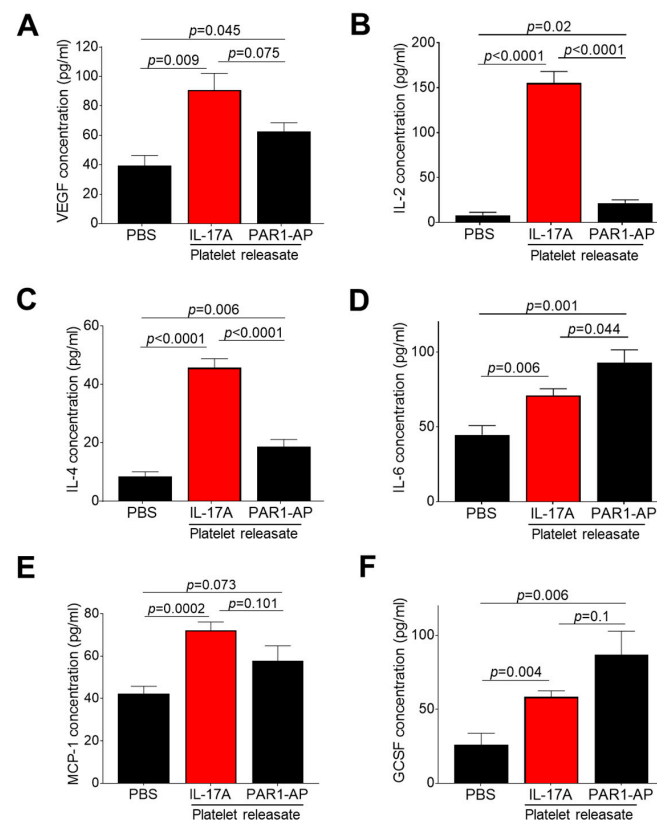 A
p=0.045
p=0.009
p=0.075
VEGF concentration (pg/ml)
120
100
80
60
40
20
0
PBS
IL-17A
PAR1-AP
Platelet releasate
B
p=0.02
p<0.0001
p<0.0001
IL-2 concentration (pg/ml)
200
150
100
50
0
PBS
IL-17A
PAR1-AP
Platelet releasate
C
p=0.006
p<0.0001
p<0.0001
IL-4 concentration (pg/ml)
60
40
20
0
PBS
IL-17A
PAR1-AP
Platelet releasate
D
p=0.001
p=0.044
p=0.006
IL-6 concentration (pg/ml)
100
50
0
PBS
IL-17A
PAR1-AP
Platelet releasate
E
p=0.073
p=0.0002
p=0.101
MCP-1 concentration (pg/ml)
80
60
40
20
0
PBS
IL-17A
PAR1-AP
Platelet releasate
F
p=0.006
p=0.1
p=0.004
GCSF concentration (pg/ml)
100
50
0
PBS
IL-17A
PAR1-AP
Platelet releasate